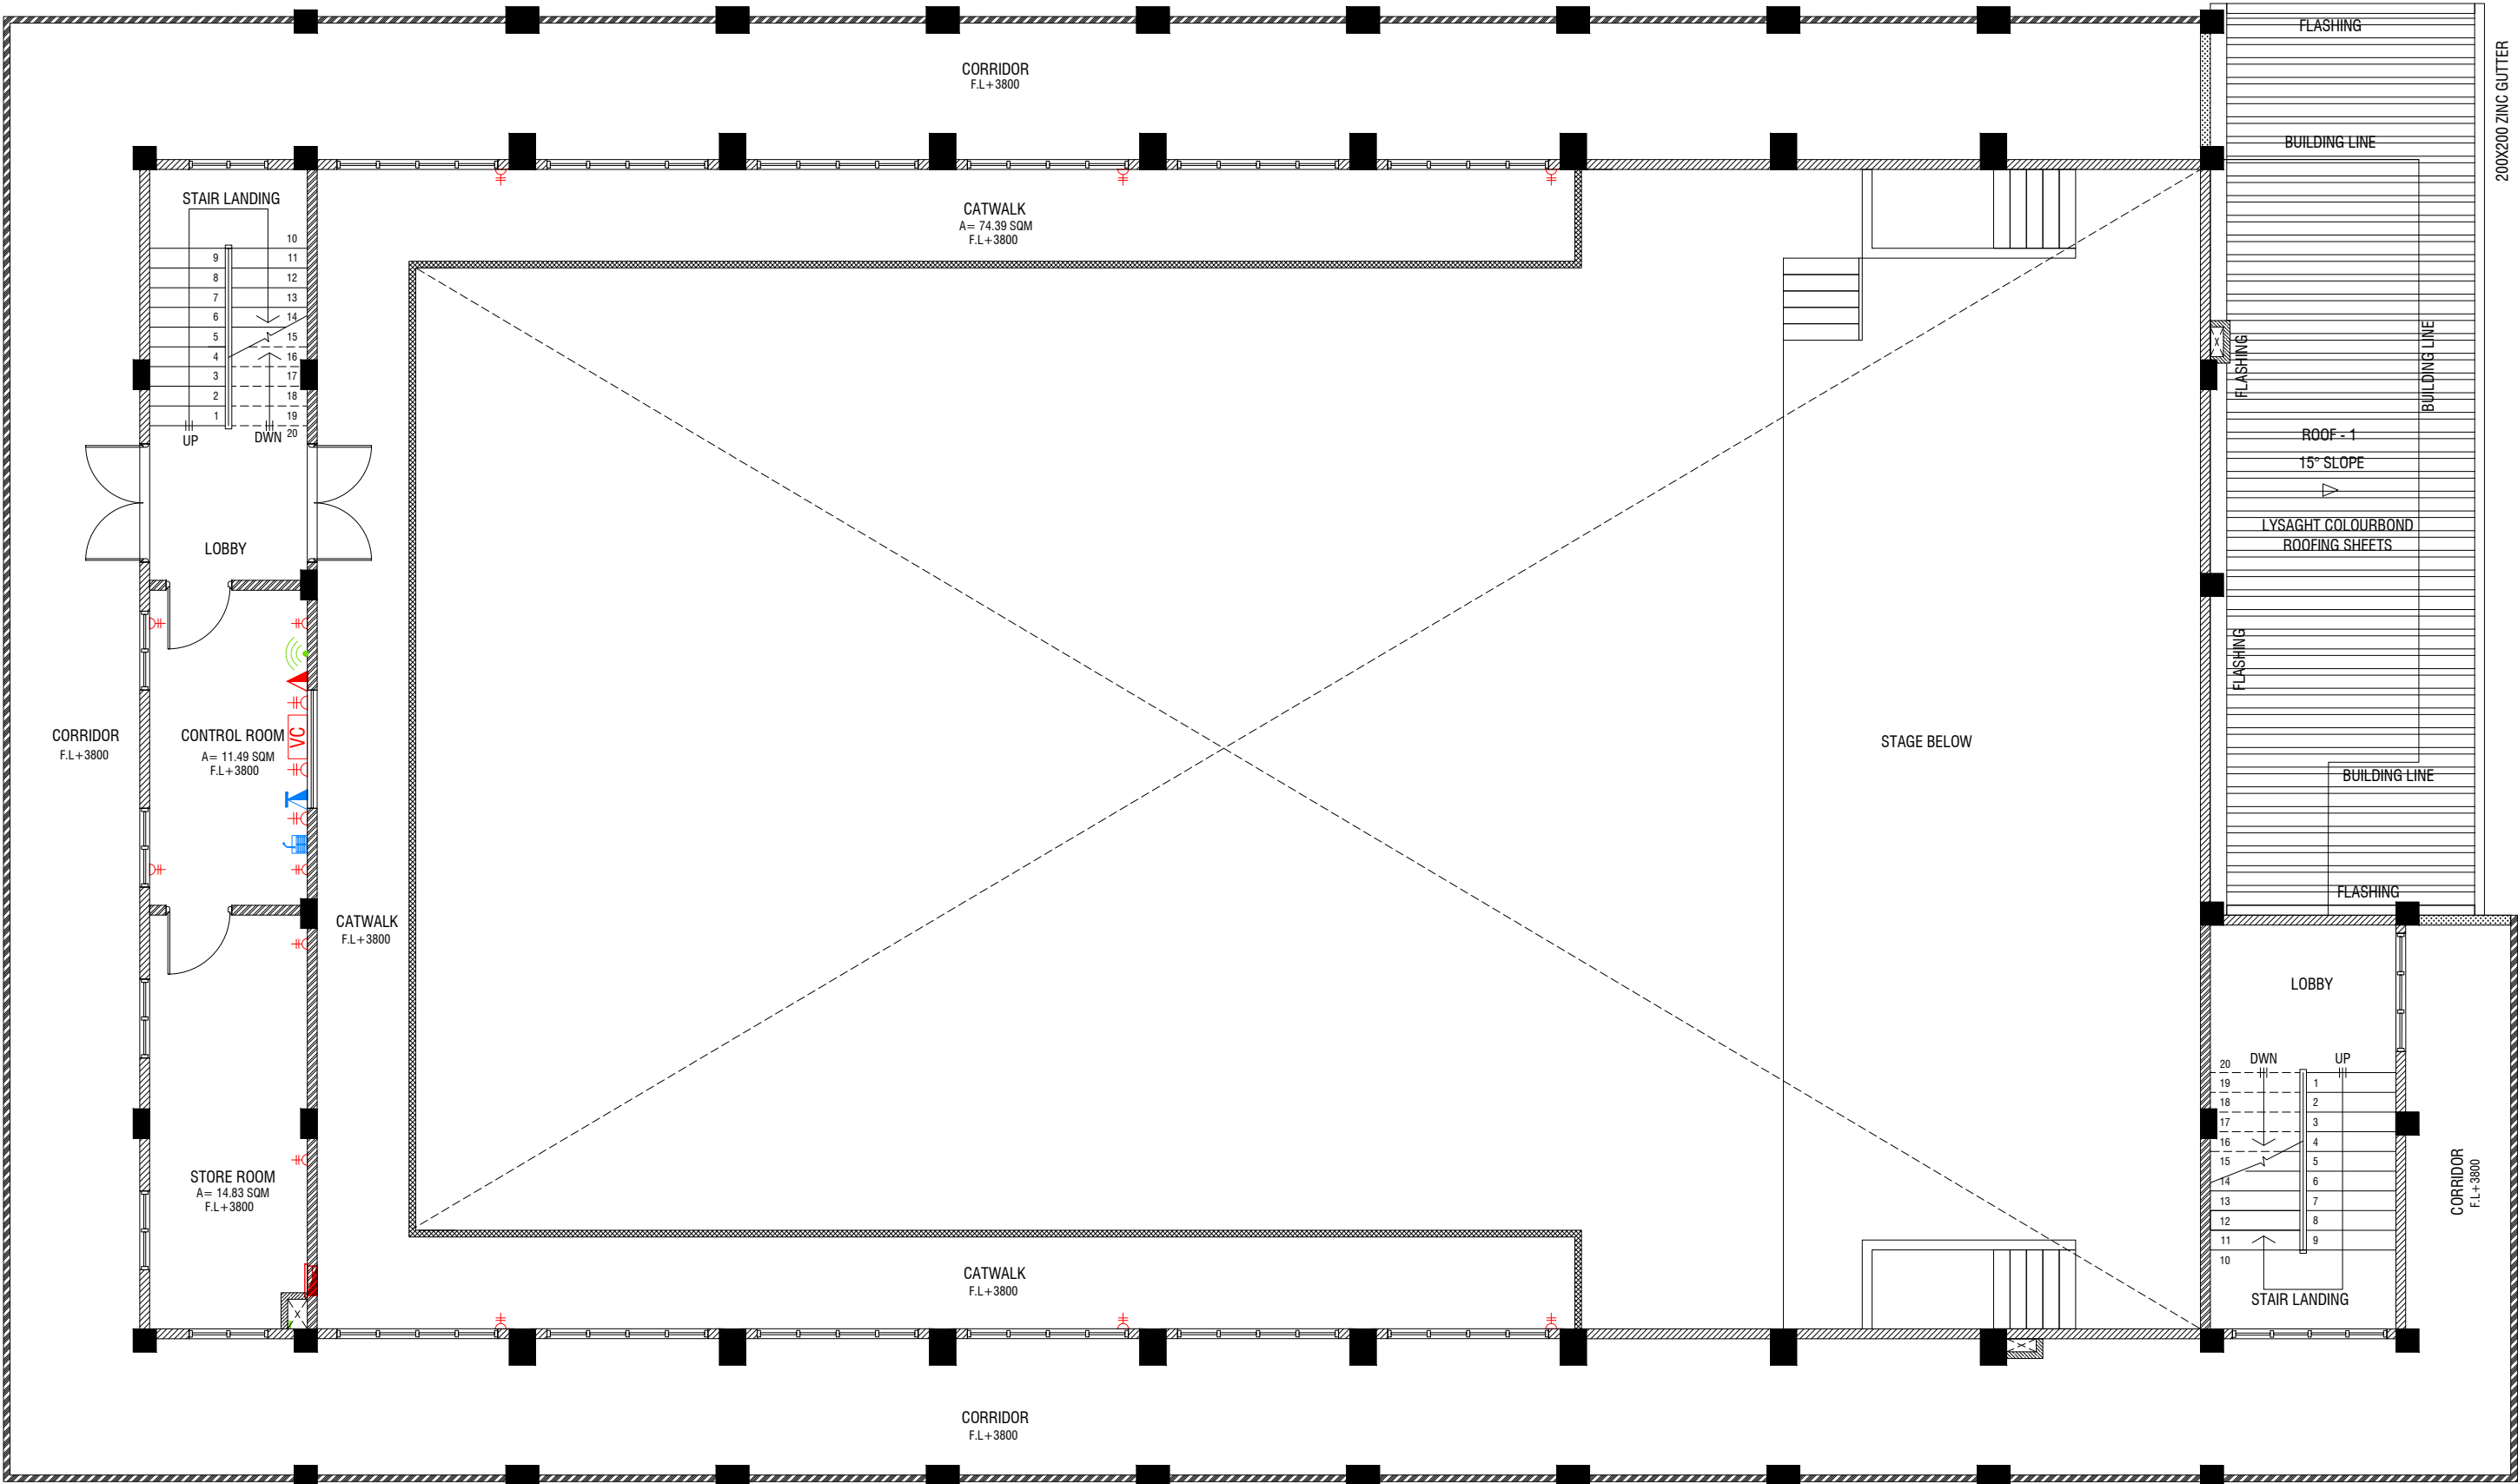 FLASHING
200X200 ZINC GUTTER
CORRIDOR
F.L+3800
BUILDING LINE
STAIR LANDING
CATWALK
A= 74.39 SQM
F.L+3800
10
9
11
8
12
7
13
6
14
5
15
4
16
3
17
2
18
1
19
20
UP
DWN
X
FLASHING
BUILDING LINE
ROOF - 1
15° SLOPE
LYSAGHT COLOURBOND
ROOFING SHEETS
LOBBY
FLASHING
CORRIDOR
F.L+3800
CONTROL ROOM
A= 11.49 SQM
F.L+3800
VC
STAGE BELOW
BUILDING LINE
FLASHING
CATWALK
F.L+3800
LOBBY
DWN
UP
20
19
1
18
2
17
3
16
4
15
5
14
6
13
7
12
8
11
9
10
STAIR LANDING
CORRIDOR
F.L+3800
STORE ROOM
A= 14.83 SQM
F.L+3800
X
CATWALK
F.L+3800
X
CORRIDOR
F.L+3800